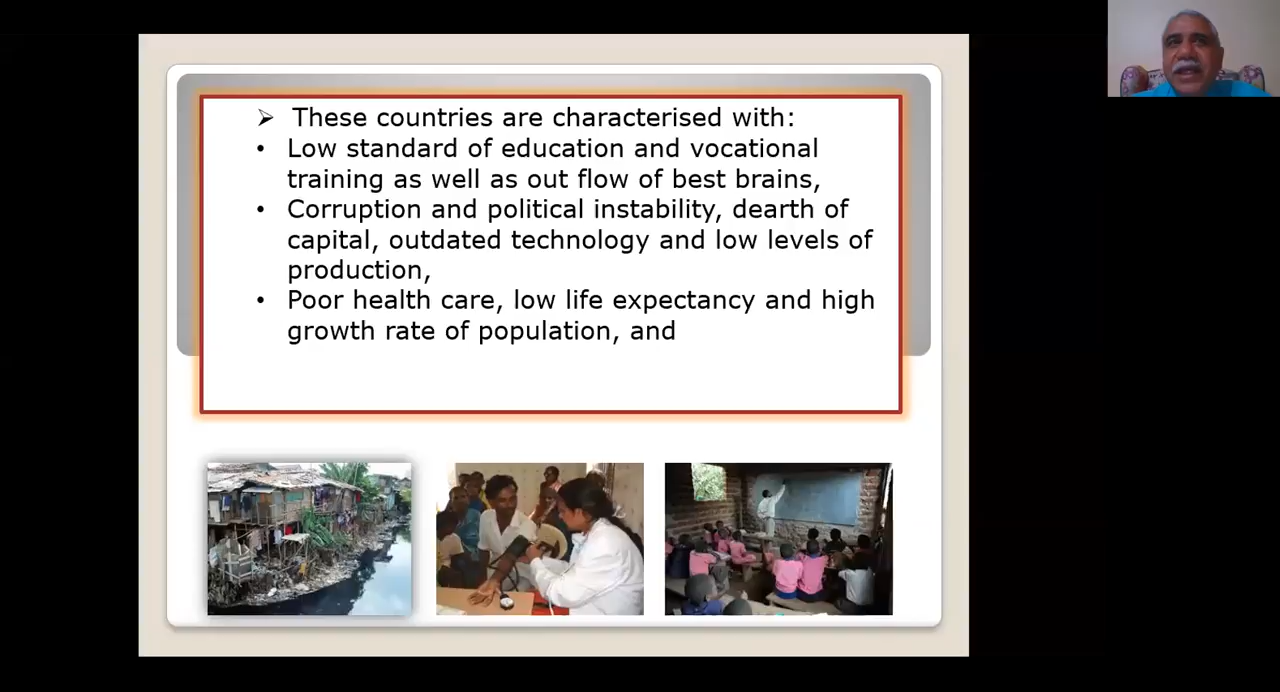 ➢ These countries are characterised with:
• Low standard of education and vocational
training as well as out flow of best brains,
• Corruption and political instability, dearth of
capital, outdated technology and low levels of
production,
• Poor health care, low life expectancy and high
growth rate of population, and